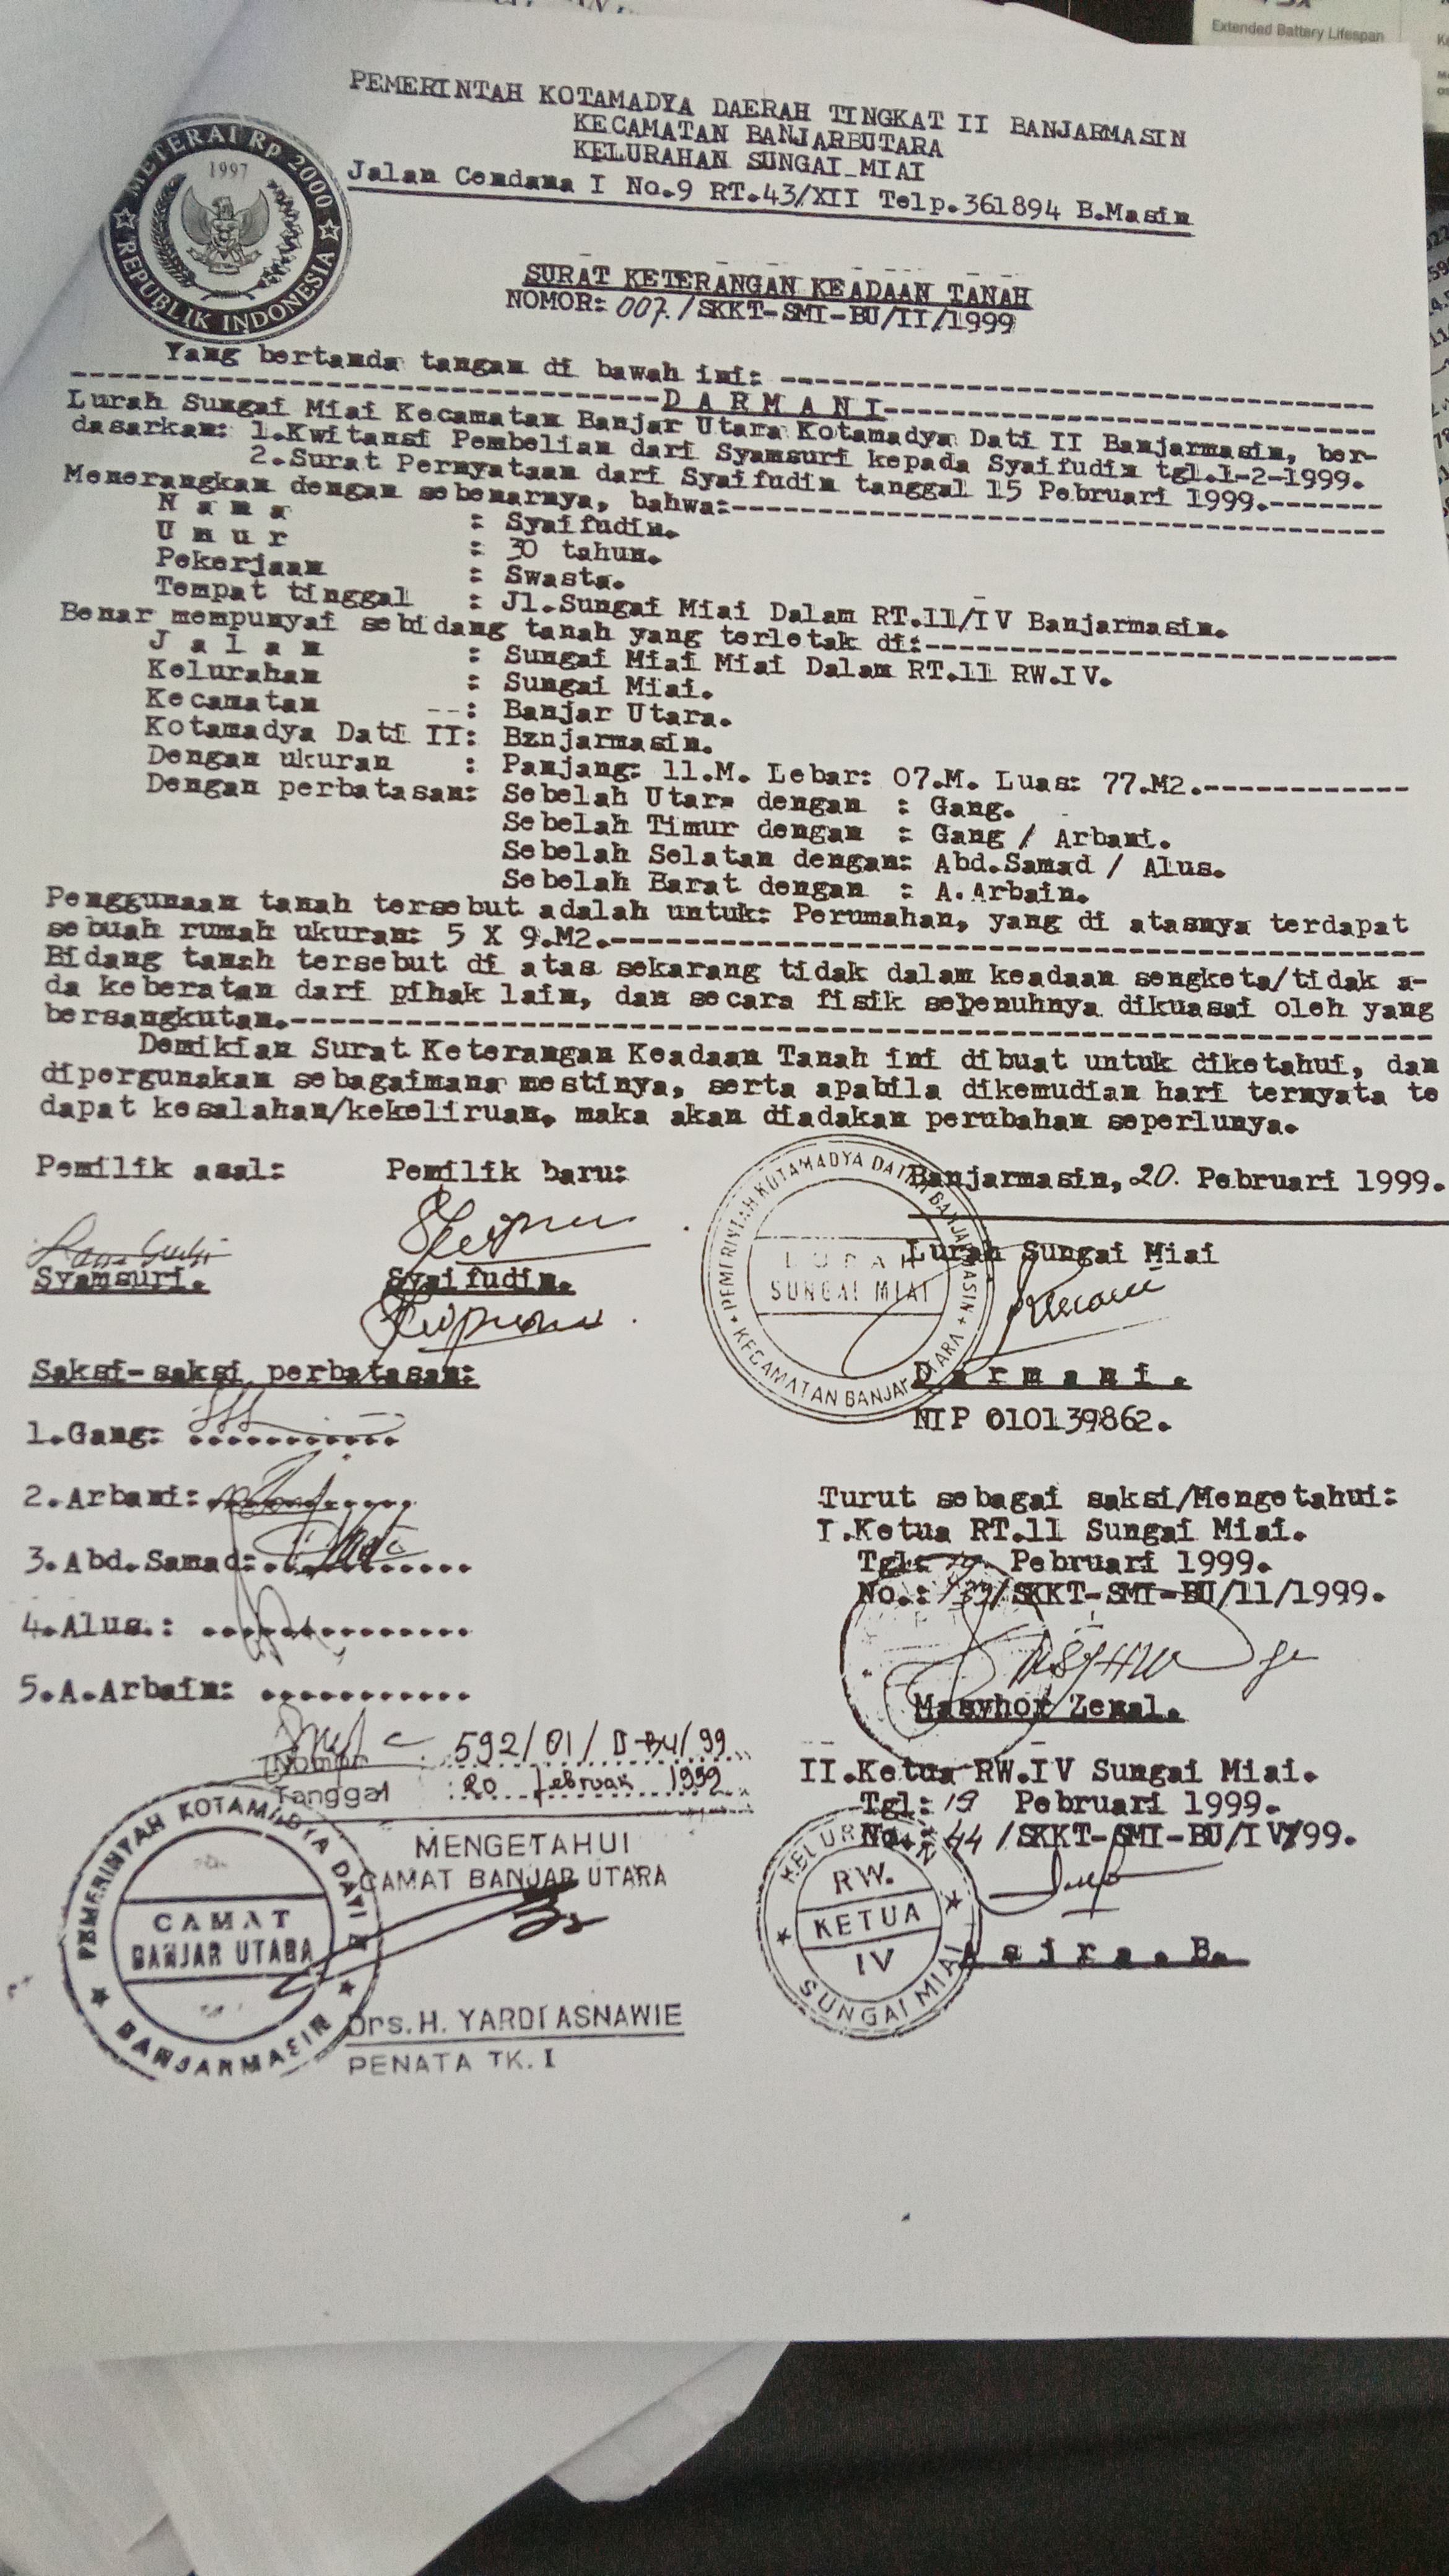 Extended Battery Lifespan
PEMERINTAH KOTAMADYA DAERAH TINGKAT II BANJARMASIN
KECAMATAN BANJARBUTARA
KELURAHAN SUNGAI_MIAI
Jalan Cendana I No.9 RT.43/XII Telp.361894 B.Masin
METERAI Rp 2000
1997
REPUBLIK INDONESIA
SURAT KETERANGAN KEADAAN TANAH
NOMOR: 007./SKKT-SMI-BU/II/1999
Yang bertanda tangan di bawah ini: ------------------------------
------------------------------D A R M A N I-------------------------
Lurah Sungai Miai Kecamatan Banjar Utara Kotamadya Dati II Banjarmasin, ber-
dasarkan: 1.Kwitansi Pembelian dari Syamsuri kepada Syaifudin tgl.1-2-1999.
2.Surat Pernyataan dari Syaifudin tanggal 15 Pebruari 1999.-------
Menerangkan dengan sebenarnya, bahwa:---------------------------------
N a m a : Syaifudin.
U m u r : 30 tahun.
Pekerjaan : Swasta.
Tempat tinggal : Jl.Sungai Miai Dalam RT.11/IV Banjarmasin.
Benar mempunyai sebidang tanah yang terletak di:------------------------
J a l a n : Sungai Miai Miai Dalam RT.11 RW.IV.
Kelurahan : Sungai Miai.
Kecamatan --: Banjar Utara.
Kotamadya Dati II: Bznjarmasin.
Dengan ukuran : Panjang: 11.M. Lebar: 07.M. Luas: 77.M2.------------
Dengan perbatasan: Sebelah Utara dengan : Gang.
Sebelah Timur dengan : Gang / Arbani.
Sebelah Selatan dengan: Abd.Samad / Alus.
Sebelah Barat dengan : A.Arbain.
Penggunaan tanah tersebut adalah untuk: Perumahan, yang di atasnya terdapat
sebuah rumah ukuran: 5 X 9.M2.------------------------------------------
Bidang tanah tersebut di atas sekarang tidak dalam keadaan sengketa/tidak a-
da keberatan dari pihak lain, dan secara fisik sepenuhnya dikuasai oleh yang
bersangkutan.-----------------------------------------------------------
Demikian Surat Keterangan Keadaan Tanah ini dibuat untuk diketahui, dan
dipergunakan sebagaimana mestinya, serta apabila dikemudian hari ternyata te
dapat kesalahan/kekeliruan, maka akan diadakan perubahan seperlunya.
Banjarmasin, 20. Pebruari 1999.
Pemilik asal: Pemilik baru:
Lurah Sungai Miai
PEMERINTAH KOTAMADYA DATI II BANJARMASIN
LURAH
SUNGAI MIAI
KECAMATAN BANJAR UTARA
Syamsuri. Syaifudin.
D a r m a n i.
NIP 010139862.
Saksi-saksi perbatasan:
1.Gang: ............
2.Arbani: ............
3.Abd.Samad: ............
4.Alus.: ...............
5.A.Arbain: ............
Turut sebagai saksi/Mengetahui:
I.Ketua RT.11 Sungai Miai.
Tgl: Pebruari 1999.
No.: /SKKT-SMI-BU/11/1999.
Masyhor Zenal.
II.Ketua RW.IV Sungai Miai.
Tgl: 19 Pebruari 1999.
No.: 44 /SKKT-SMI-BU/IV/99.
KELURAHAN
RW.
KETUA
IV
SUNGAI MIAI
A s i r a . B.
Nomor : 592/01/ /99
Tanggal : 20 Februari 1999
MENGETAHUI
CAMAT BANJAR UTARA
PEMERINTAH KOTAMADYA DATI II
CAMAT
BANJAR UTARA
BANJARMASIN
Drs. H. YARDI ASNAWIE
PENATA TK. I